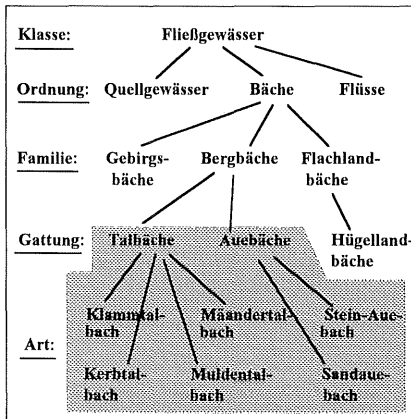 Klasse: Fließgewässer
Ordnung: Quellgewässer Bäche Flüsse
Familie: Gebirgs- Bergbäche Flachland-
bäche bäche
Gattung: Talbäche Auebäche Hügelland-
bäche
Klammtal- Mäandertal- Stein-Aue-
bach bach bach
Art:
Kerbtal- Muldental- Sandaue-
bach bach bach